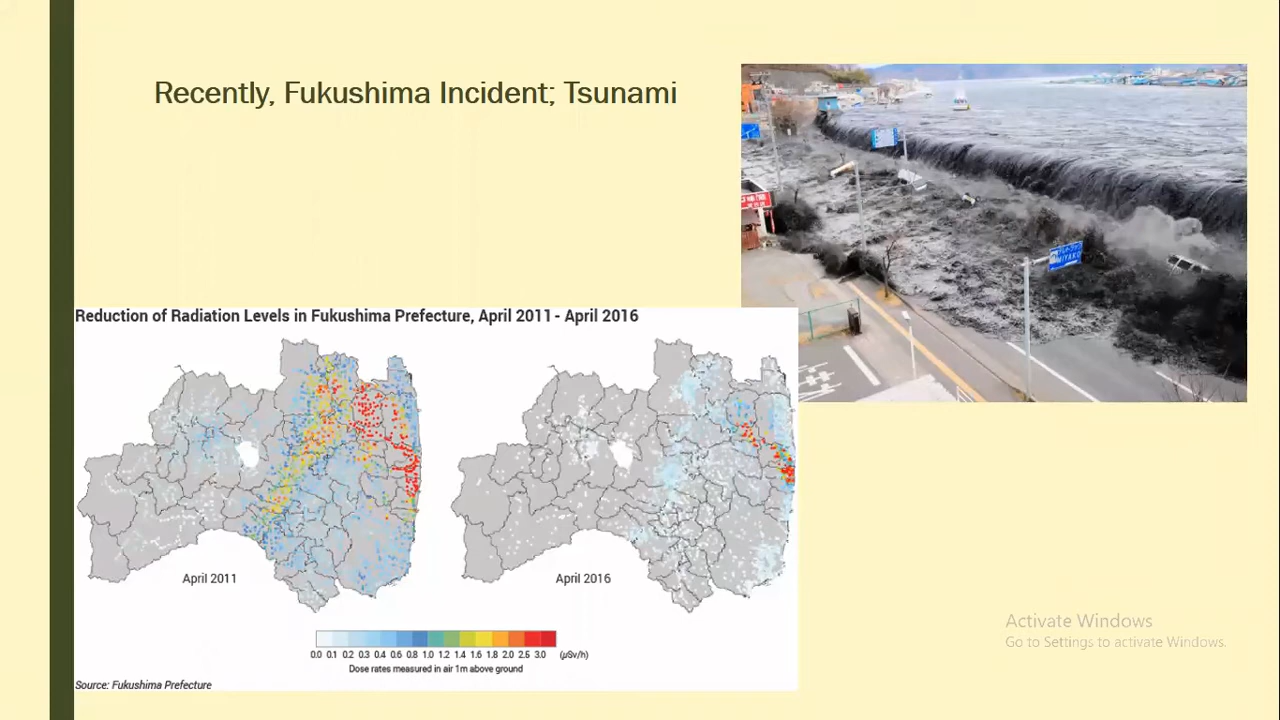 Recently, Fukushima Incident; Tsunami
Reduction of Radiation Levels in Fukushima Prefecture, April 2011 - April 2016
April 2011
April 2016
0.0 0.1 0.2 0.3 0.4 0.6 0.8 1.0 1.2 1.4 1.6 1.8 2.0 2.5 3.0 (µSv/h)
Dose rates measured in air 1m above ground
Source: Fukushima Prefecture
MIYAKO
Activate Windows
Go to Settings to activate Windows.